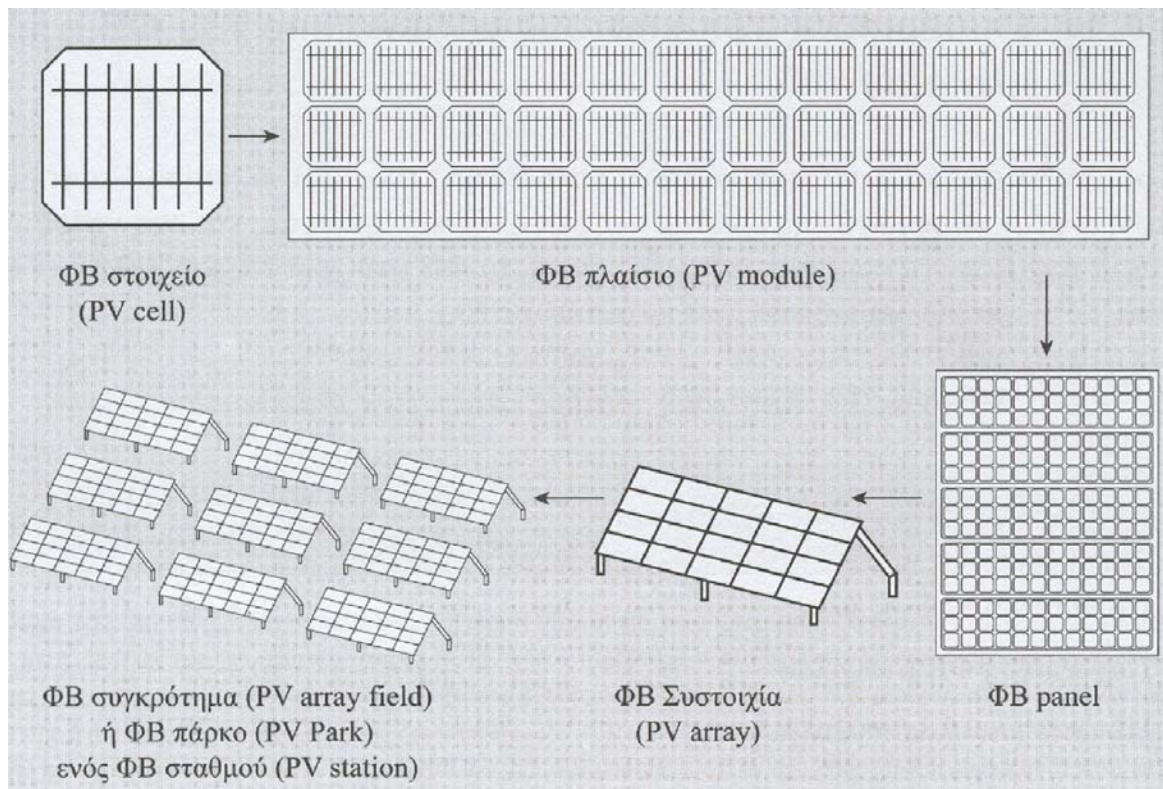 ΦΒ στοιχείο
(PV cell)
ΦΒ πλαίσιο (PV module)
ΦΒ συγκρότημα (PV array field)
ή ΦΒ πάρκο (PV Park)
ενός ΦΒ σταθμού (PV station)
ΦΒ Συστοιχία
(PV array)
ΦΒ panel